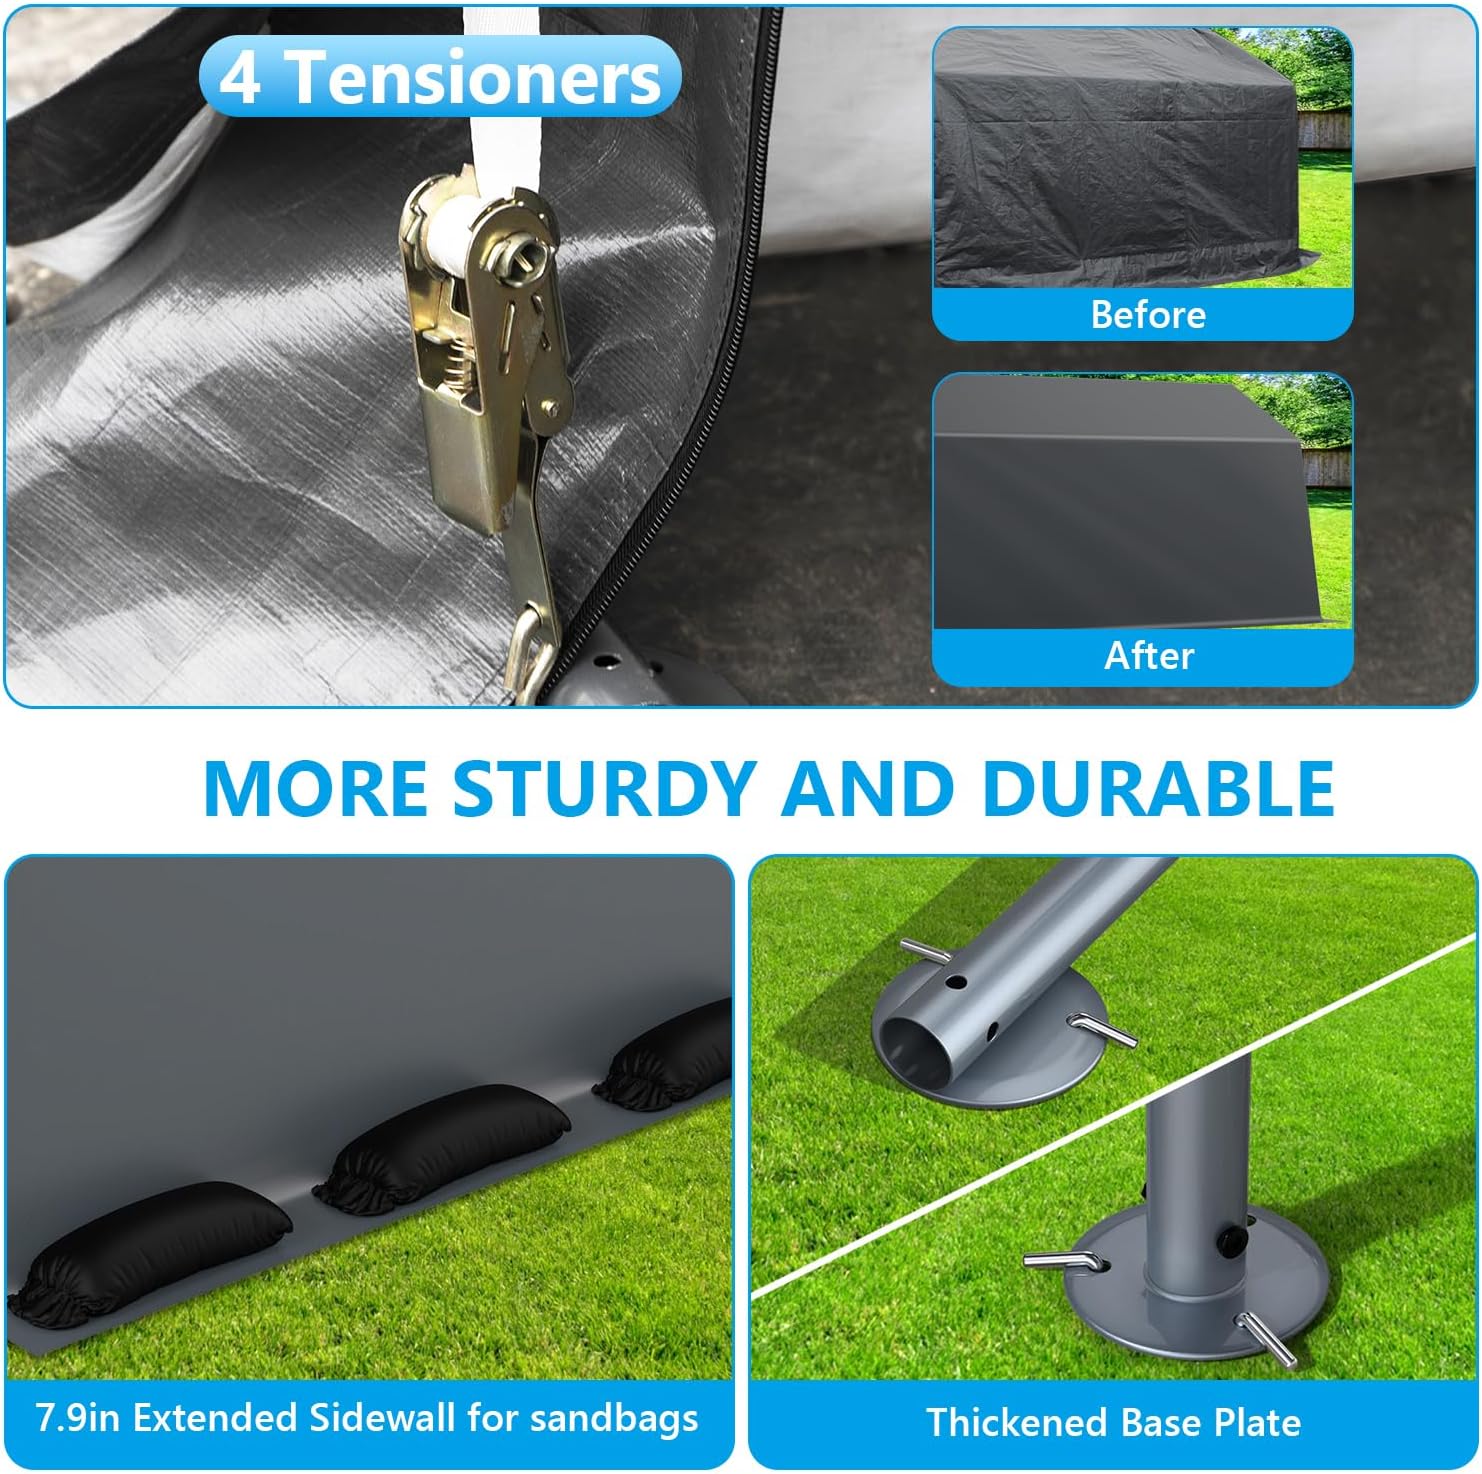 4 Tensioners
Before
After
MORE STURDY AND DURABLE
7.9in Extended Sidewall for sandbags
Thickened Base Plate